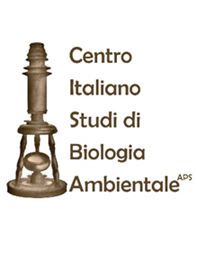 Centro
Italiano
Studi di
Biologia
Ambientale APS